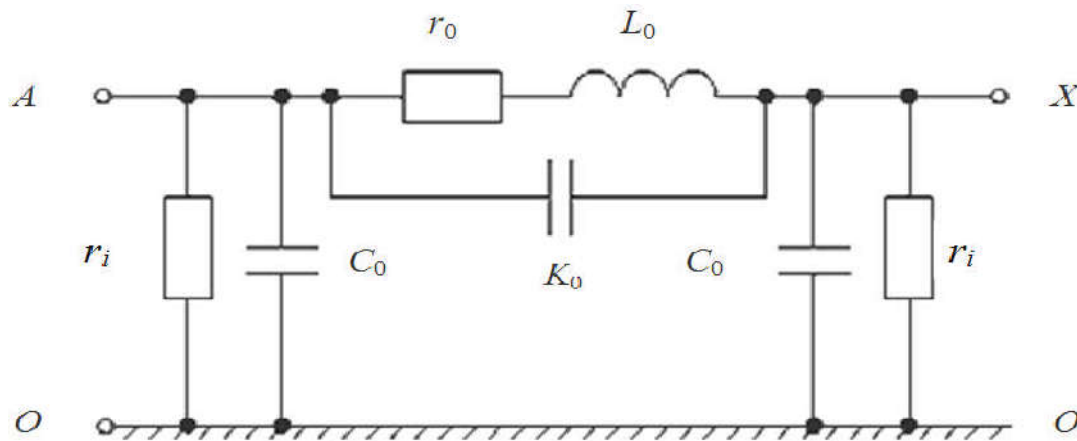 r₀ L₀
A X
rᵢ C₀ K₀ C₀ rᵢ
O O